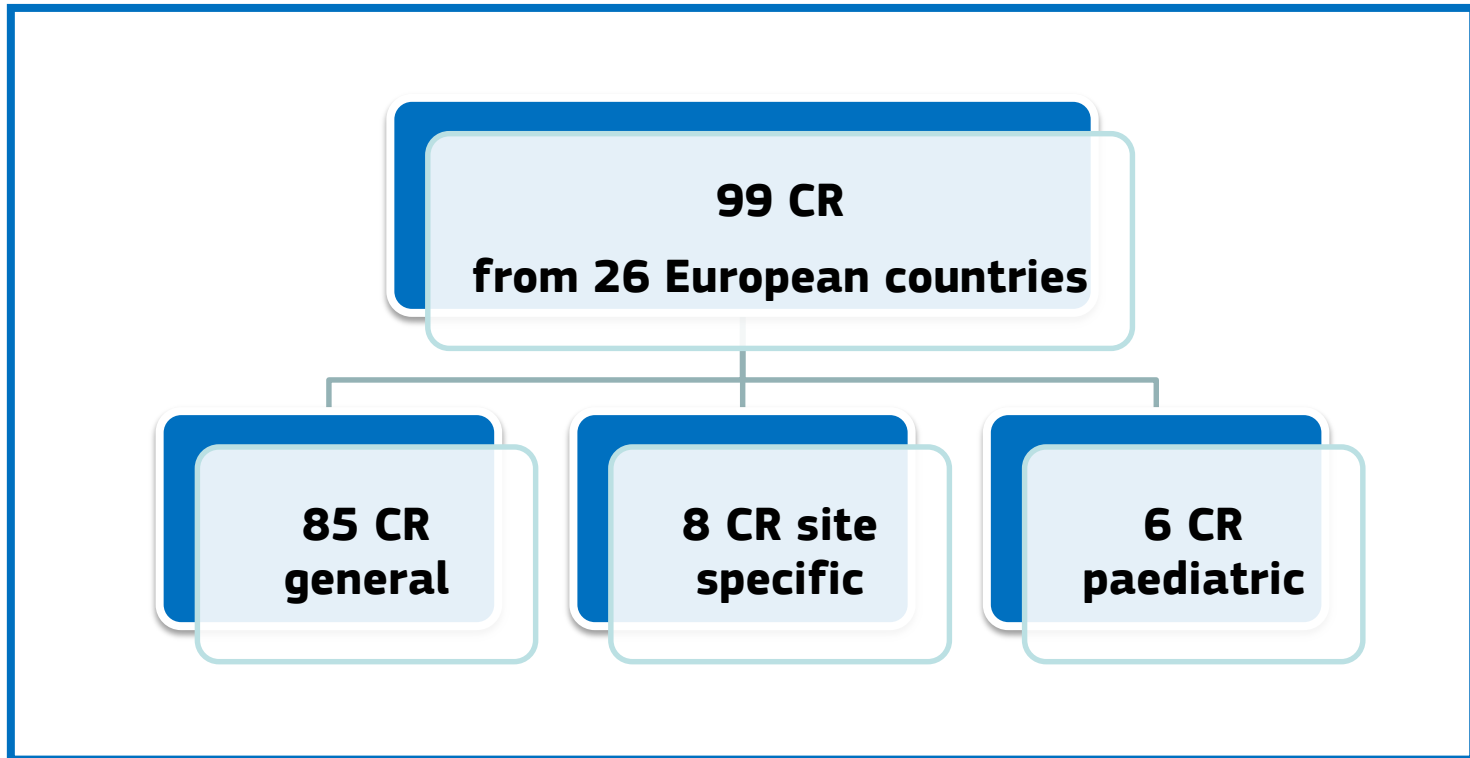 99 CR
from 26 European countries
85 CR
general
8 CR site
specific
6 CR
paediatric